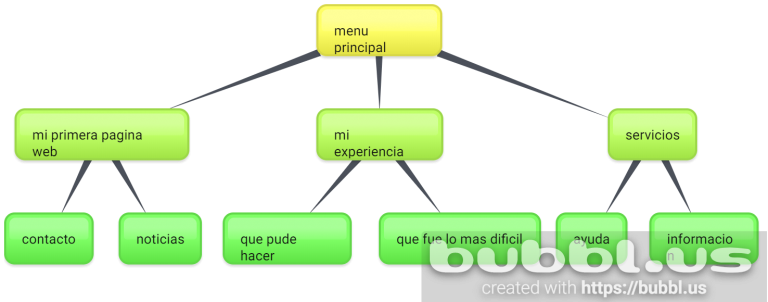 menu
principal
mi primera pagina
web
mi
experiencia
servicios
contacto
noticias
que pude
hacer
que fue lo mas dificil
ayuda
informacio
n
bubbl.us
created with https://bubbl.us